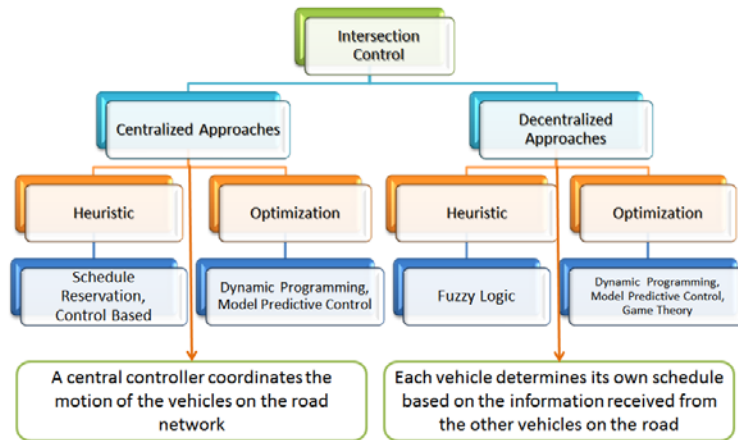 Intersection
Control
Centralized Approaches
Decentralized
Approaches
Heuristic
Optimization
Heuristic
Optimization
Schedule
Reservation,
Control Based
Dynamic Programming,
Model Predictive Control
Fuzzy Logic
Dynamic Programming,
Model Predictive Control,
Game Theory
A central controller coordinates the
motion of the vehicles on the road
network
Each vehicle determines its own schedule
based on the information received from
the other vehicles on the road